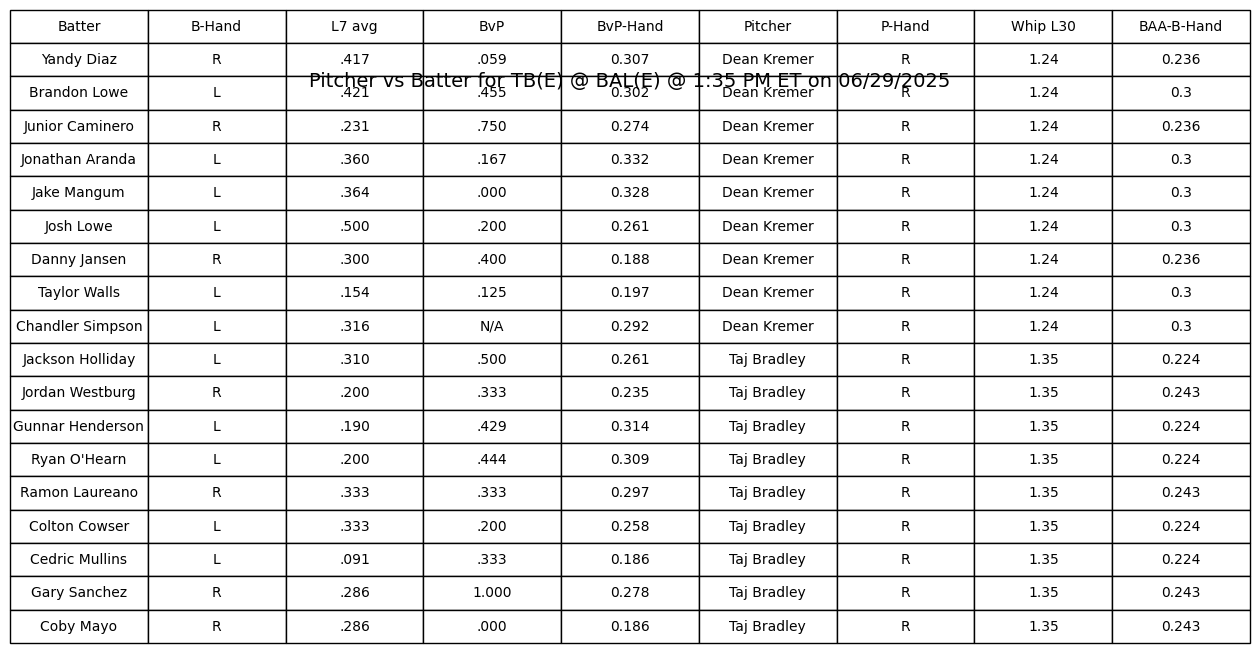 Batter B-Hand L7 avg BvP BvP-Hand Pitcher P-Hand Whip L30 BAA-B-Hand
Yandy Diaz R .417 .059 0.307 Dean Kremer R 1.24 0.236
Pitcher vs Batter for TB(E) @ BAL(E) @ 1:35 PM ET on 06/29/2025
Brandon Lowe L .421 .455 0.302 Dean Kremer R 1.24 0.3
Junior Caminero R .231 .750 0.274 Dean Kremer R 1.24 0.236
Jonathan Aranda L .360 .167 0.332 Dean Kremer R 1.24 0.3
Jake Mangum L .364 .000 0.328 Dean Kremer R 1.24 0.3
Josh Lowe L .500 .200 0.261 Dean Kremer R 1.24 0.3
Danny Jansen R .300 .400 0.188 Dean Kremer R 1.24 0.236
Taylor Walls L .154 .125 0.197 Dean Kremer R 1.24 0.3
Chandler Simpson L .316 N/A 0.292 Dean Kremer R 1.24 0.3
Jackson Holliday L .310 .500 0.261 Taj Bradley R 1.35 0.224
Jordan Westburg R .200 .333 0.235 Taj Bradley R 1.35 0.243
Gunnar Henderson L .190 .429 0.314 Taj Bradley R 1.35 0.224
Ryan O'Hearn L .200 .444 0.309 Taj Bradley R 1.35 0.224
Ramon Laureano R .333 .333 0.297 Taj Bradley R 1.35 0.243
Colton Cowser L .333 .200 0.258 Taj Bradley R 1.35 0.224
Cedric Mullins L .091 .333 0.186 Taj Bradley R 1.35 0.224
Gary Sanchez R .286 1.000 0.278 Taj Bradley R 1.35 0.243
Coby Mayo R .286 .000 0.186 Taj Bradley R 1.35 0.243